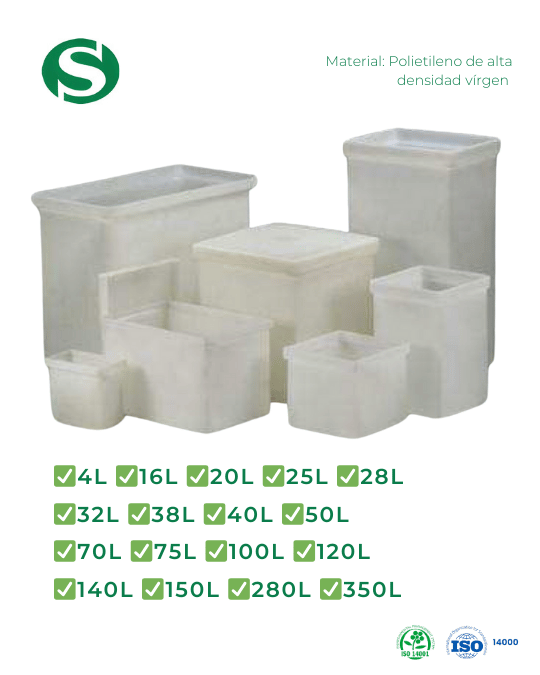 S
Material: Polietileno de alta
densidad vírgen
4L 16L 20L 25L 28L
32L 38L 40L 50L
70L 75L 100L 120L
140L 150L 280L 350L
ISO 14001
ISO
14000